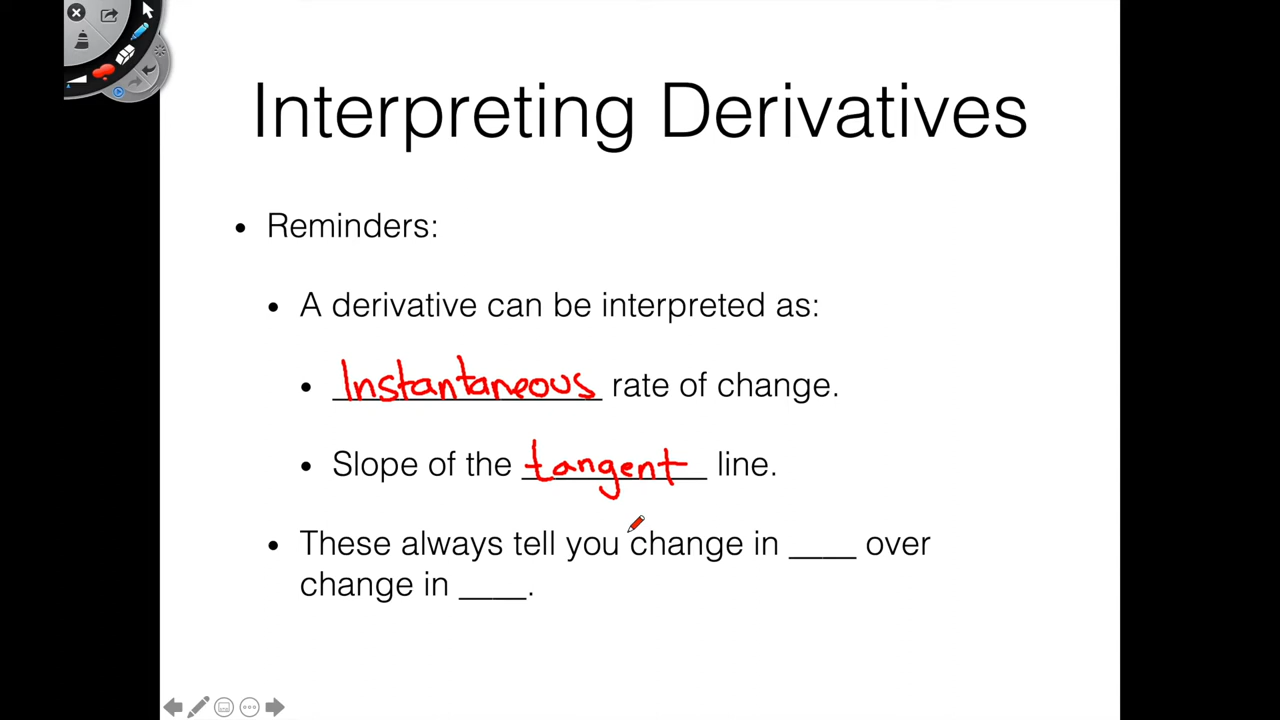 Interpreting Derivatives
• Reminders:
• A derivative can be interpreted as:
• Instantaneous rate of change.
• Slope of the tangent line.
• These always tell you change in ____ over
change in ____.